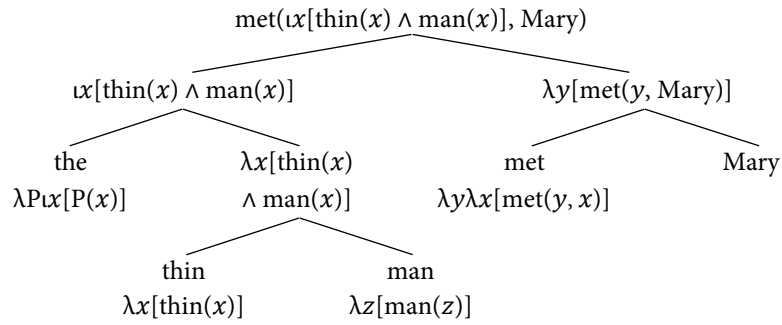 met(ιx[thin(x) ∧ man(x)], Mary)
ιx[thin(x) ∧ man(x)] λy[met(y, Mary)]
the λx[thin(x) met Mary
λPιx[P(x)] ∧ man(x)] λyλx[met(y, x)]
thin man
λx[thin(x)] λz[man(z)]